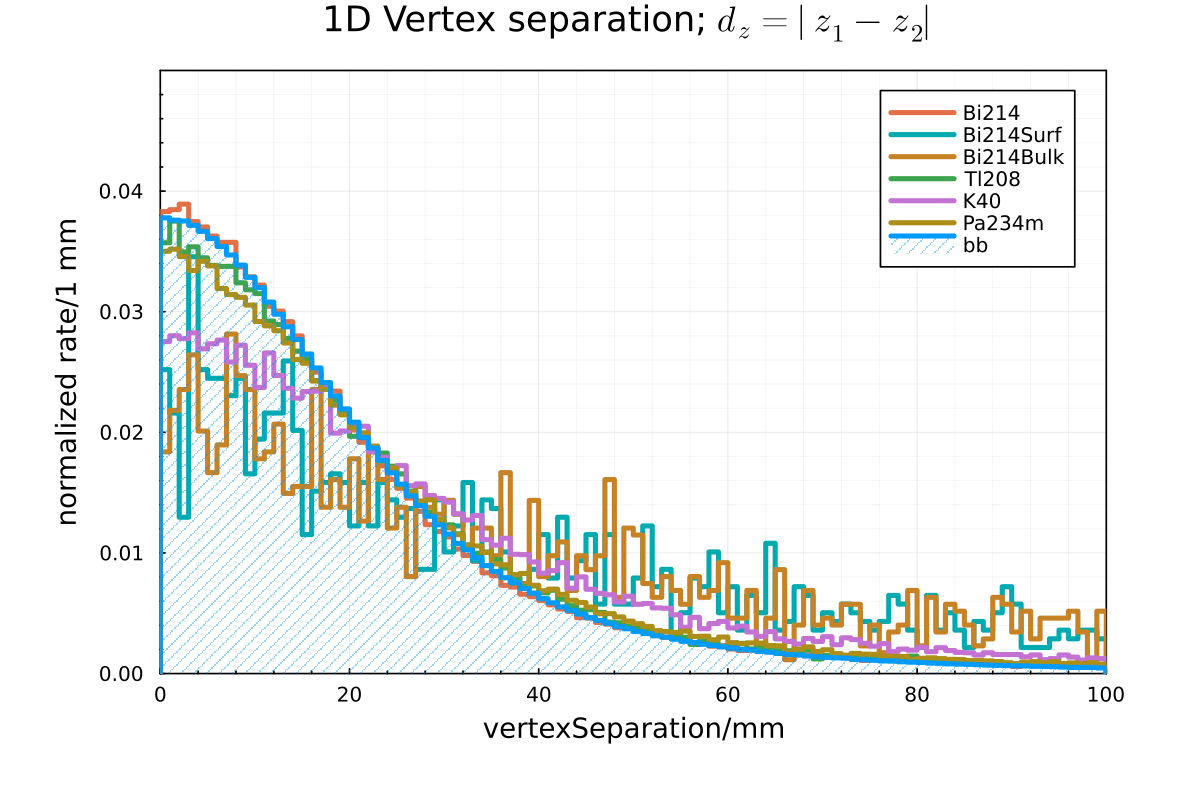 1D Vertex separation; d_z = | z_1 − z_2|
normalized rate/1 mm
0.04
0.03
0.02
0.01
0.00
0 20 40 60 80 100
vertexSeparation/mm
Bi214
Bi214Surf
Bi214Bulk
Tl208
K40
Pa234m
bb